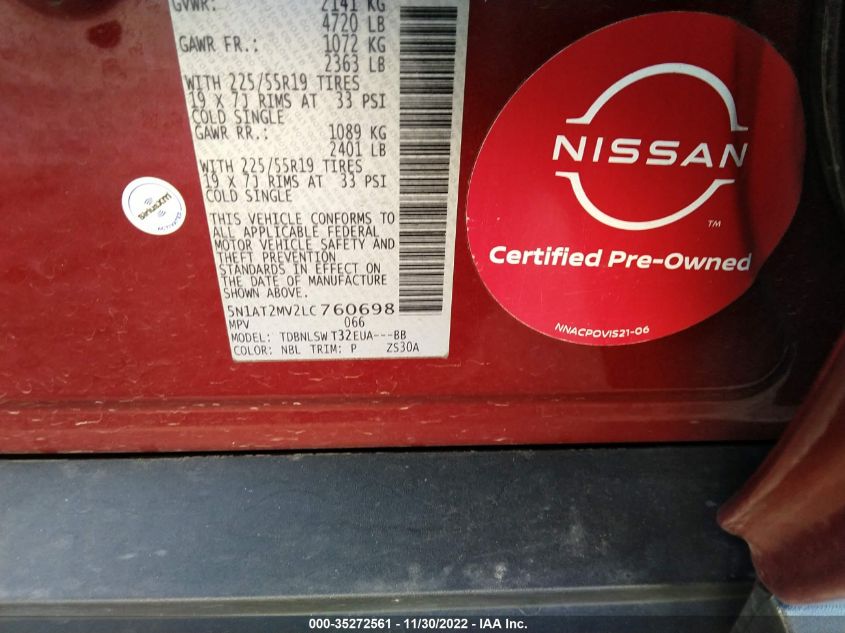 GVWR: 2141 KG
4720 LB
GAWR FR.: 1072 KG
2363 LB
WITH 225/55R19 TIRES
19 X 7J RIMS AT 33 PSI
COLD SINGLE
GAWR RR.: 1089 KG
2401 LB
WITH 225/55R19 TIRES
19 X 7J RIMS AT 33 PSI
COLD SINGLE
THIS VEHICLE CONFORMS TO
ALL APPLICABLE FEDERAL
MOTOR VEHICLE SAFETY AND
THEFT PREVENTION
STANDARDS IN EFFECT ON
THE DATE OF MANUFACTURE
SHOWN ABOVE.
5N1AT2MV2LC760698
MPV 066
MODEL: TDBNLSW T32EUA---BB
COLOR: NBL TRIM: P ZS30A
SiriusXM
NISSAN
TM
Certified Pre-Owned
NNACPOVIS21-06
000-35272561 - 11/30/2022 - IAA Inc.